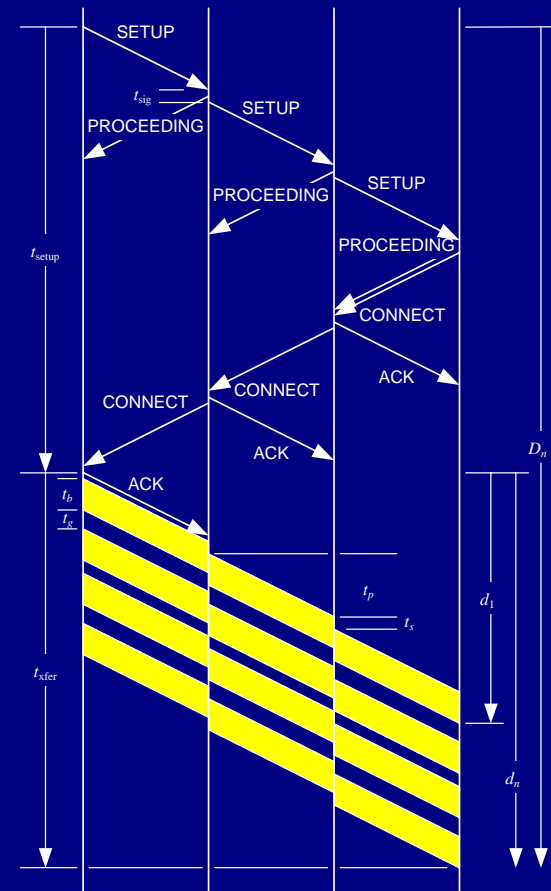 SETUP
t_sig
SETUP
PROCEEDING
SETUP
PROCEEDING
PROCEEDING
t_setup
CONNECT
ACK
CONNECT
CONNECT
ACK
D_n
ACK
t_b
t_g
t_p
d_1
t_s
t_xfer
d_n